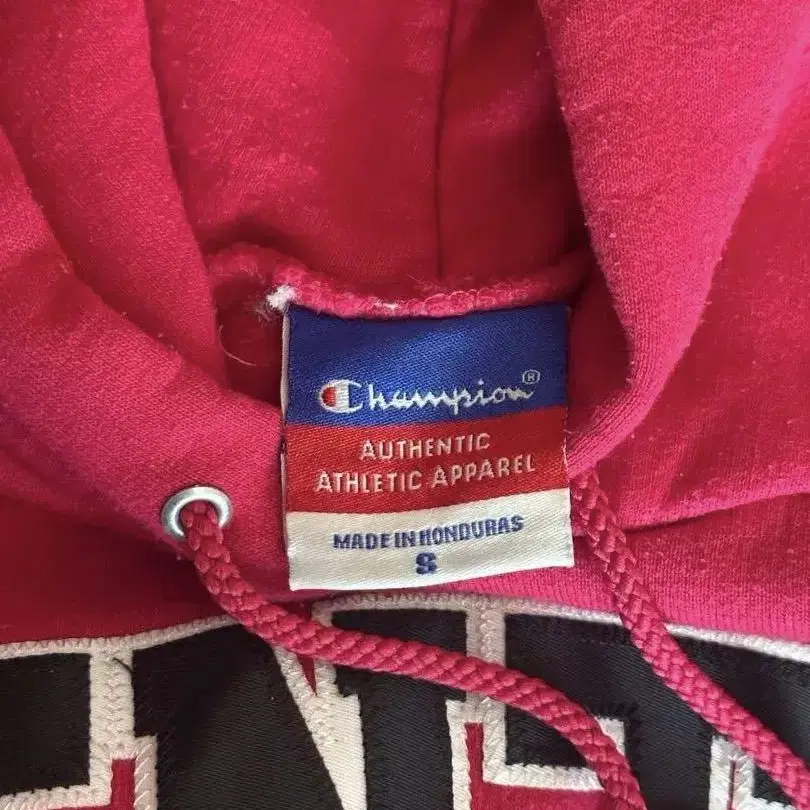 Champion®
AUTHENTIC
ATHLETIC APPAREL
MADE IN HONDURAS
S